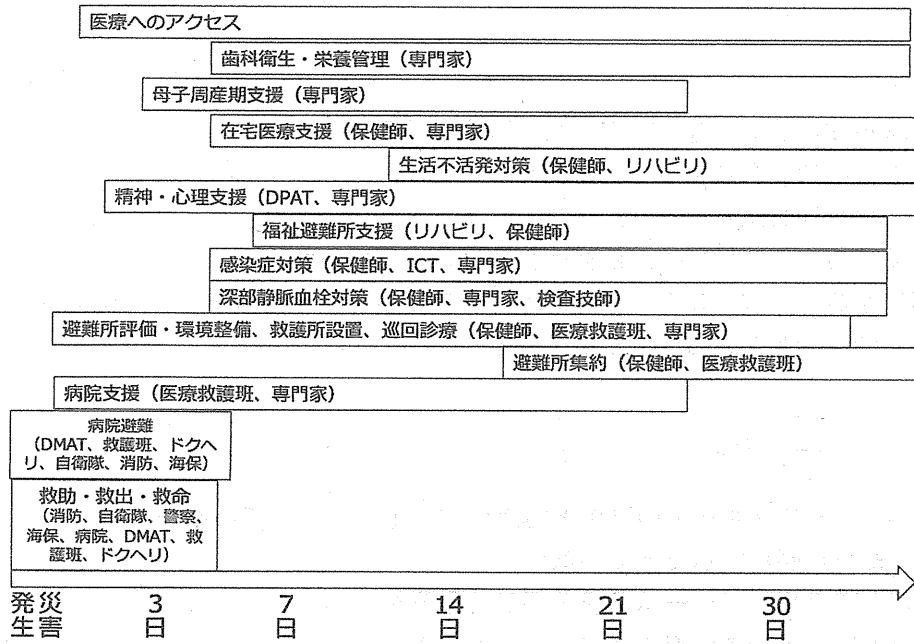 医療へのアクセス
歯科衛生・栄養管理（専門家）
母子周産期支援（専門家）
在宅医療支援（保健師、専門家）
生活不活発対策（保健師、リハビリ）
精神・心理支援（DPAT、専門家）
福祉避難所支援（リハビリ、保健師）
感染症対策（保健師、ICT、専門家）
深部静脈血栓対策（保健師、専門家、検査技師）
避難所評価・環境整備、救護所設置、巡回診療（保健師、医療救護班、専門家）
避難所集約（保健師、医療救護班）
病院支援（医療救護班、専門家）
病院避難
（DMAT、救護班、ドクヘ
リ、自衛隊、消防、海保）
救助・救出・救命
（消防、自衛隊、警察、
海保、病院、DMAT、救
護班、ドクヘリ）
災害
発生
3日
7日
14日
21日
30日